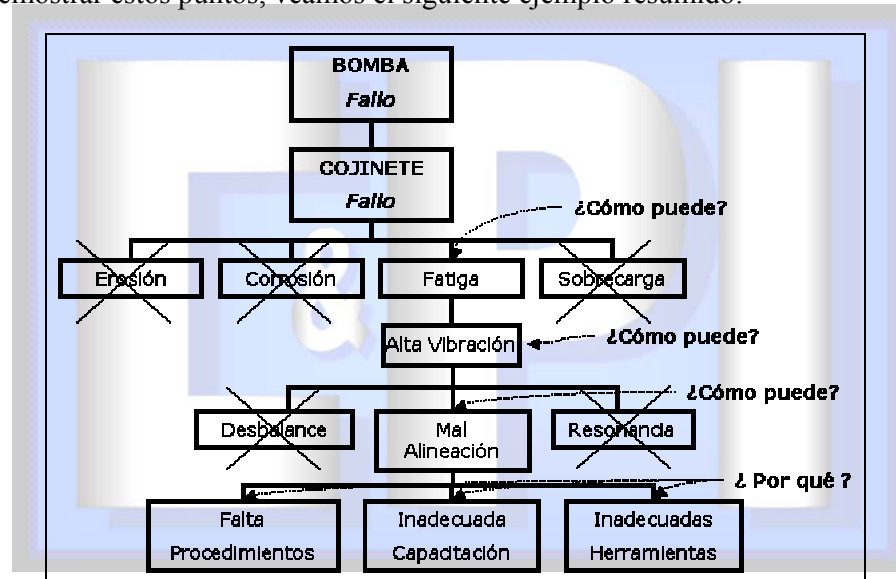 emostrar estos puntos, veamos el siguiente ejemplo resumido:
BOMBA
Fallo
COJINETE
Fallo
¿Cómo puede?
Erosión
Corrosión
Fatiga
Sobrecarga
Alta Vibración
¿Cómo puede?
¿Cómo puede?
Desbalance
Mal
Alineación
Resonancia
¿ Por qué ?
Falta
Procedimientos
Inadecuada
Capacitación
Inadecuadas
Herramientas